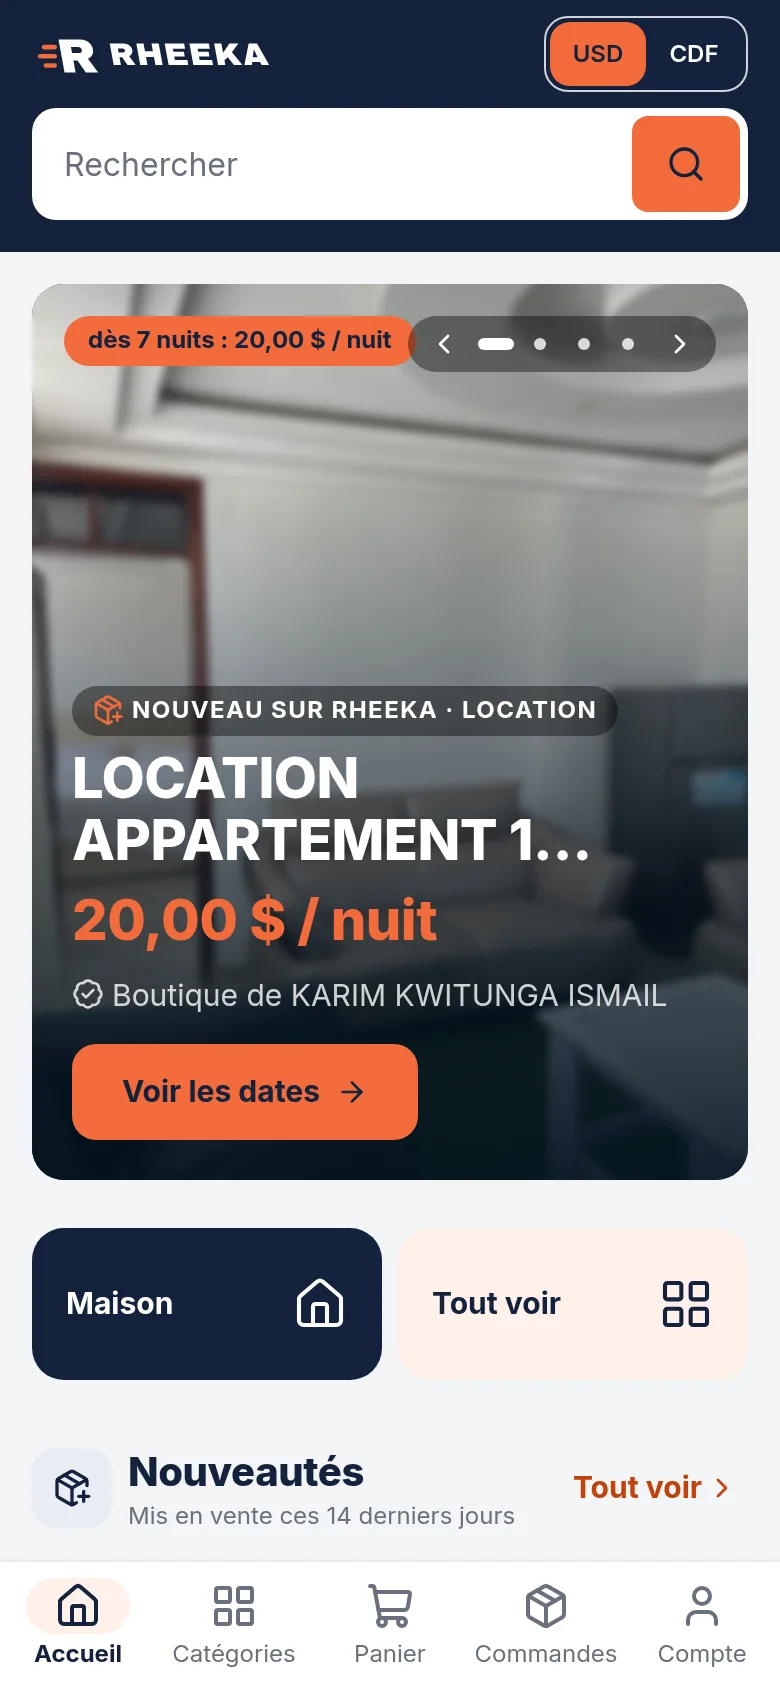 RHEEKA
USD CDF
Rechercher
dès 7 nuits : 20,00 $ / nuit
NOUVEAU SUR RHEEKA · LOCATION
LOCATION
APPARTEMENT 1...
20,00 $ / nuit
Boutique de KARIM KWITUNGA ISMAIL
Voir les dates
Maison
Tout voir
Nouveautés
Tout voir
Mis en vente ces 14 derniers jours
Accueil Catégories Panier Commandes Compte